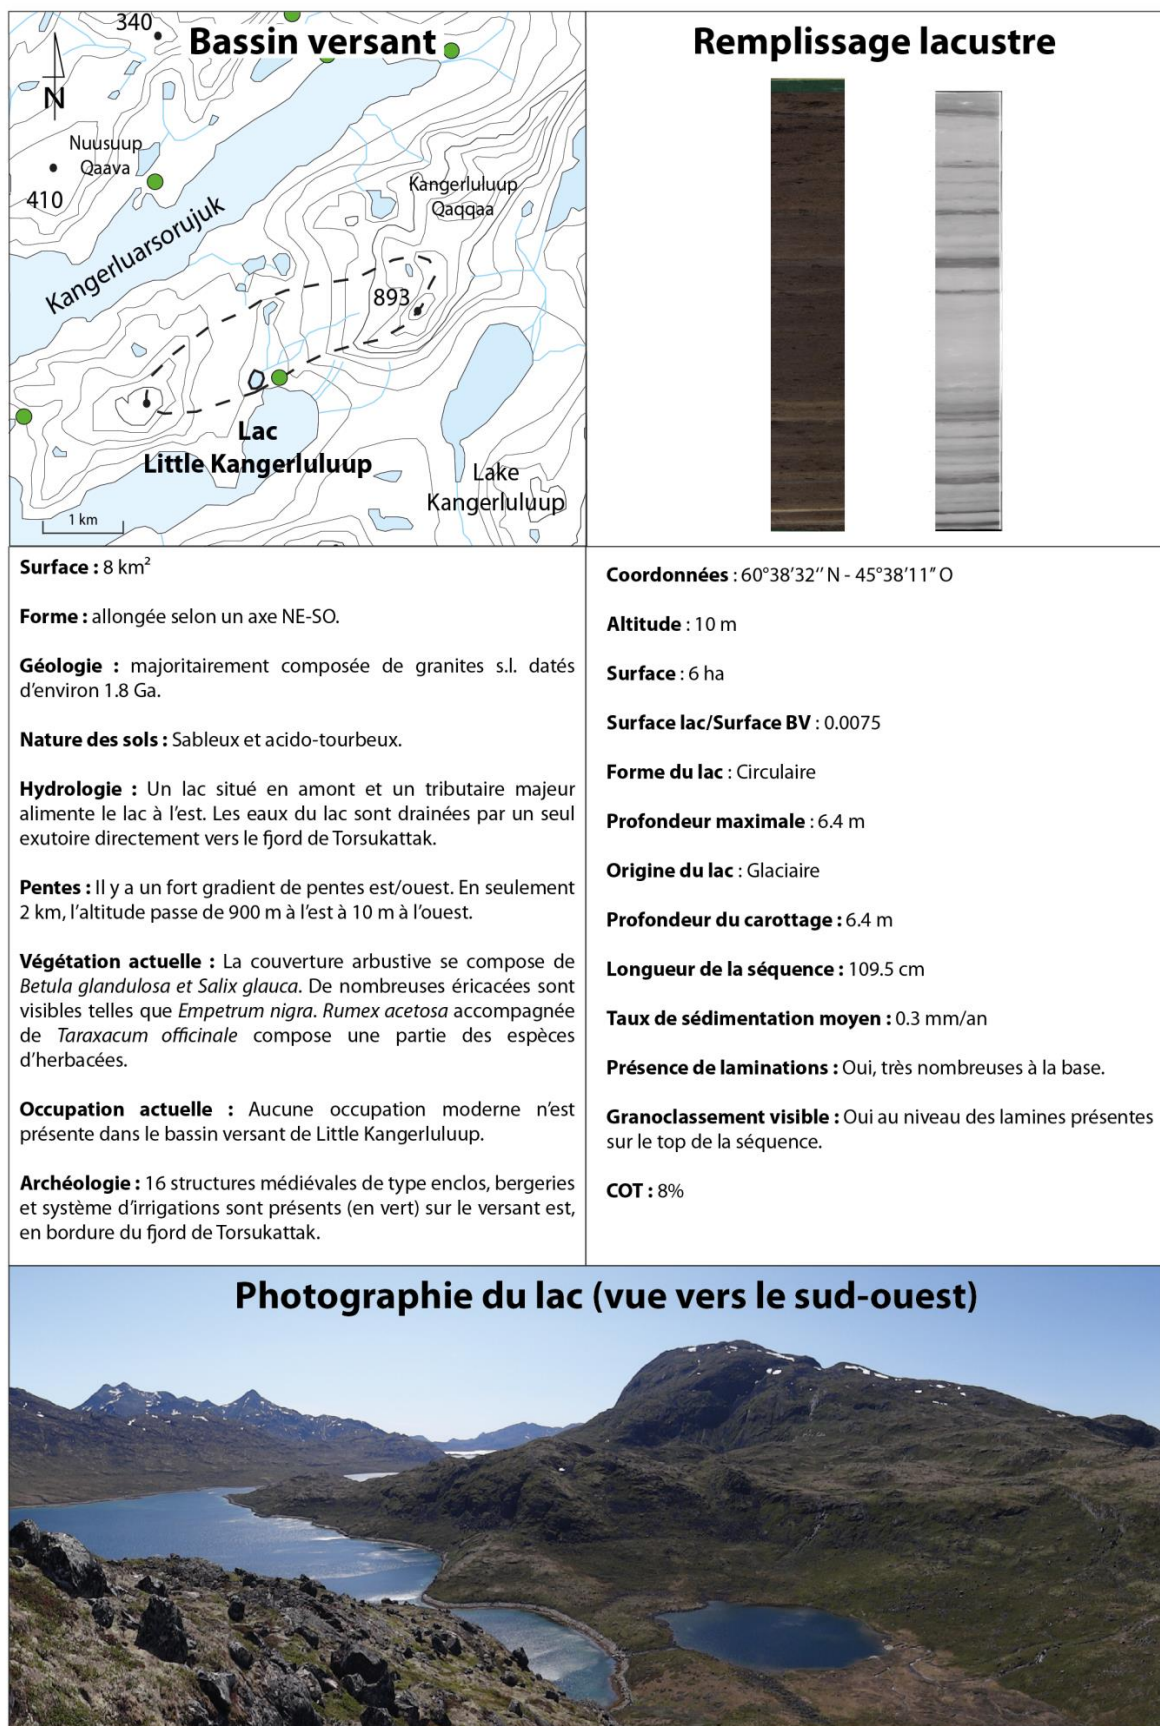 Bassin versant
340
N
Nuusuup
Qaava
410
Kangerluarsorujuk
Kangerluluup
Qaqqaa
893
Lac
Little Kangerluluup
Lake
Kangerluluup
1 km
Remplissage lacustre
Surface : 8 km²
Forme : allongée selon un axe NE-SO.
Géologie : majoritairement composée de granites s.l. datés
d’environ 1.8 Ga.
Nature des sols : Sableux et acido-tourbeux.
Hydrologie : Un lac situé en amont et un tributaire majeur
alimente le lac à l’est. Les eaux du lac sont drainées par un seul
exutoire directement vers le fjord de Torsukattak.
Pentes : Il y a un fort gradient de pentes est/ouest. En seulement
2 km, l’altitude passe de 900 m à l’est à 10 m à l’ouest.
Végétation actuelle : La couverture arbustive se compose de
Betula glandulosa et Salix glauca. De nombreuses éricacées sont
visibles telles que Empetrum nigra. Rumex acetosa accompagnée
de Taraxacum officinale compose une partie des espèces
d’herbacées.
Occupation actuelle : Aucune occupation moderne n’est
présente dans le bassin versant de Little Kangerluluup.
Archéologie : 16 structures médiévales de type enclos, bergeries
et système d’irrigations sont présents (en vert) sur le versant est,
en bordure du fjord de Torsukattak.
Coordonnées : 60°38’32’’ N - 45°38’11” O
Altitude : 10 m
Surface : 6 ha
Surface lac/Surface BV : 0.0075
Forme du lac : Circulaire
Profondeur maximale : 6.4 m
Origine du lac : Glaciaire
Profondeur du carottage : 6.4 m
Longueur de la séquence : 109.5 cm
Taux de sédimentation moyen : 0.3 mm/an
Présence de laminations : Oui, très nombreuses à la base.
Granoclassement visible : Oui au niveau des lamines présentes
sur le top de la séquence.
COT : 8%
Photographie du lac (vue vers le sud-ouest)